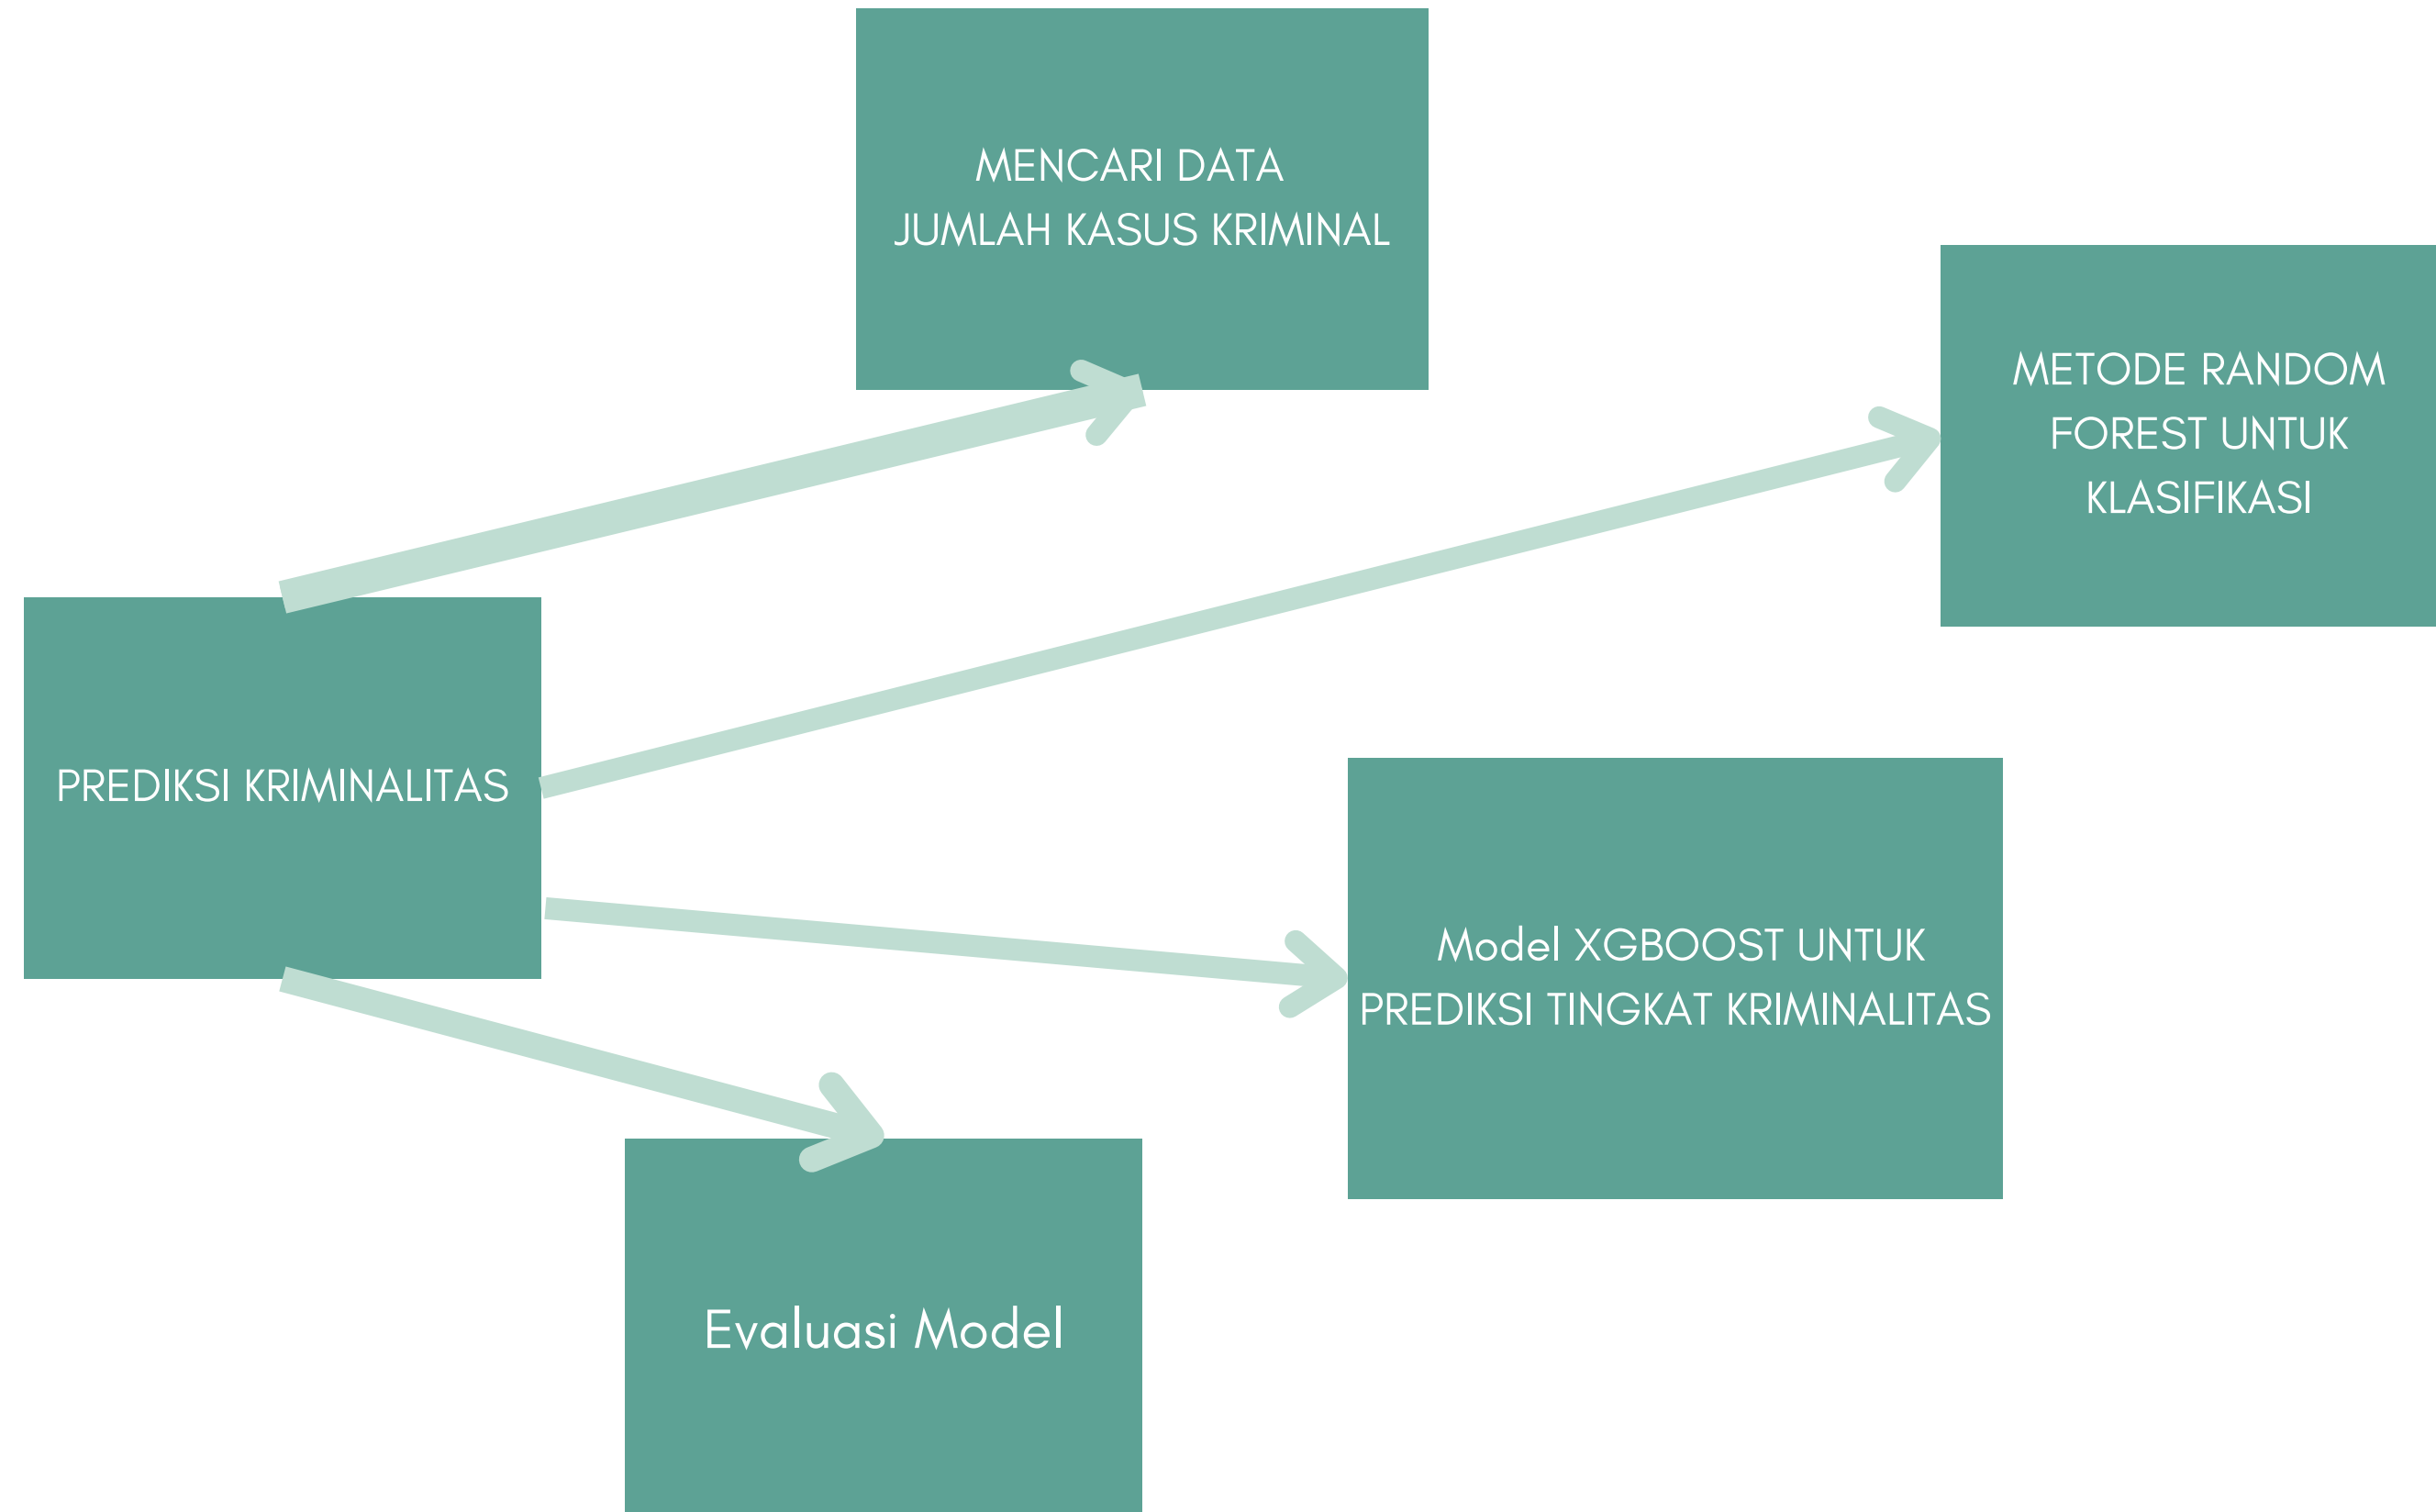 MENCARI DATA
JUMLAH KASUS KRIMINAL
METODE RANDOM
FOREST UNTUK
KLASIFIKASI
PREDIKSI KRIMINALITAS
Model XGBOOST UNTUK
PREDIKSI TINGKAT KRIMINALITAS
Evaluasi Model